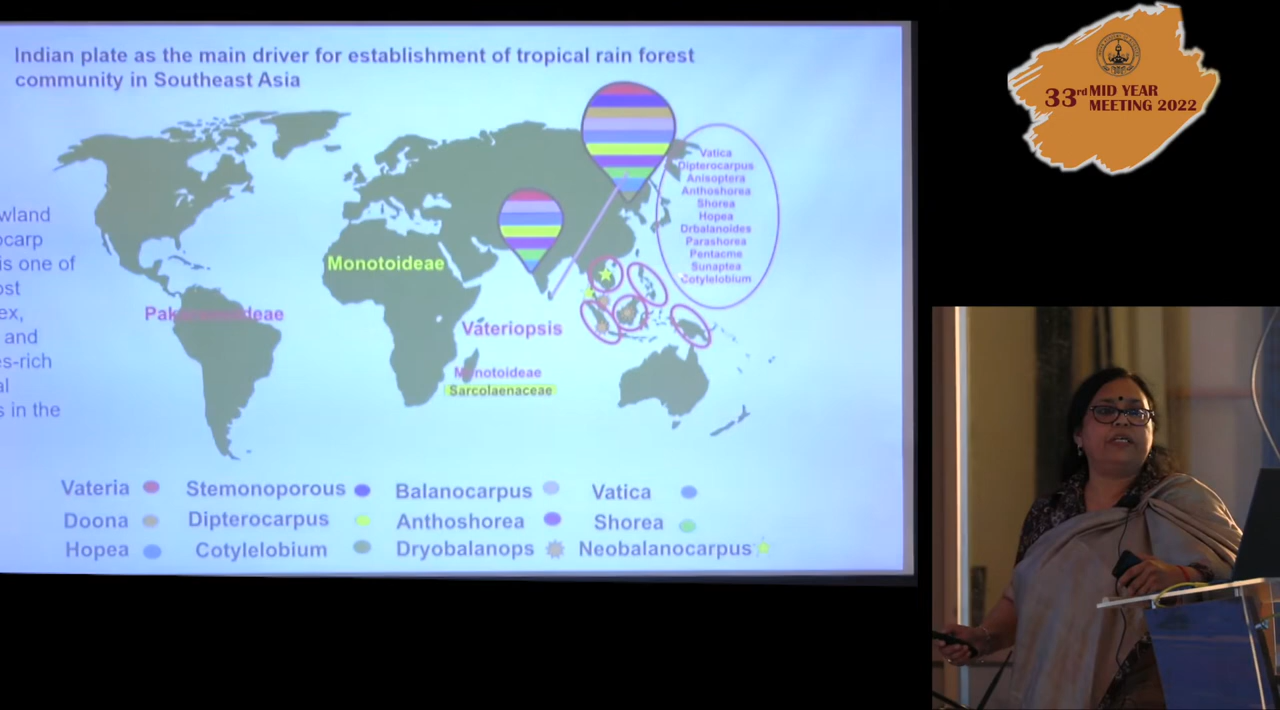 Indian plate as the main driver for establishment of tropical rain forest
community in Southeast Asia
wland
ocarp
is one of
ost
ex,
and
es-rich
al
s in the
Monotoideae
Vateriopsis
Monotoideae
Sarcolaenaceae
Vatica
Dipterocarpus
Anisoptera
Anthoshorea
Shorea
Hopea
Drbalanoides
Parashorea
Pentacme
Sunaptea
Cotylelobium
Vateria Stemonoporous Balanocarpus Vatica
Doona Dipterocarpus Anthoshorea Shorea
Hopea Cotylelobium Dryobalanops Neobalanocarpus
33rd MID YEAR
MEETING 2022